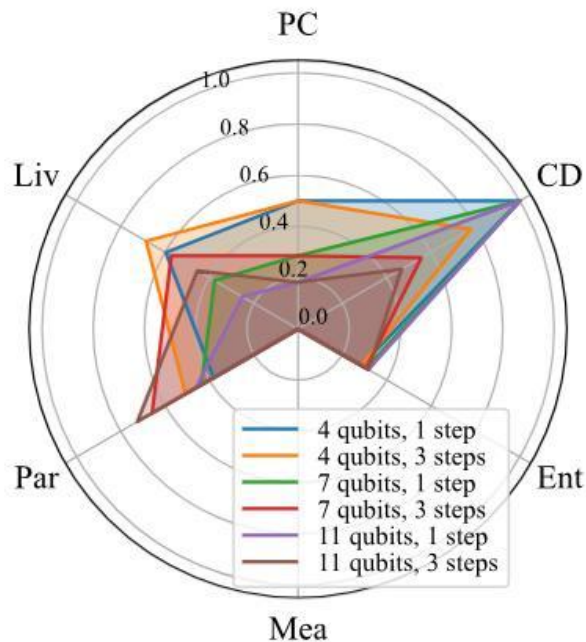 PC
1.0
0.8
Liv
CD
0.6
0.4
0.2
0.0
Par
Ent
4 qubits, 1 step
4 qubits, 3 steps
7 qubits, 1 step
7 qubits, 3 steps
11 qubits, 1 step
11 qubits, 3 steps
Mea